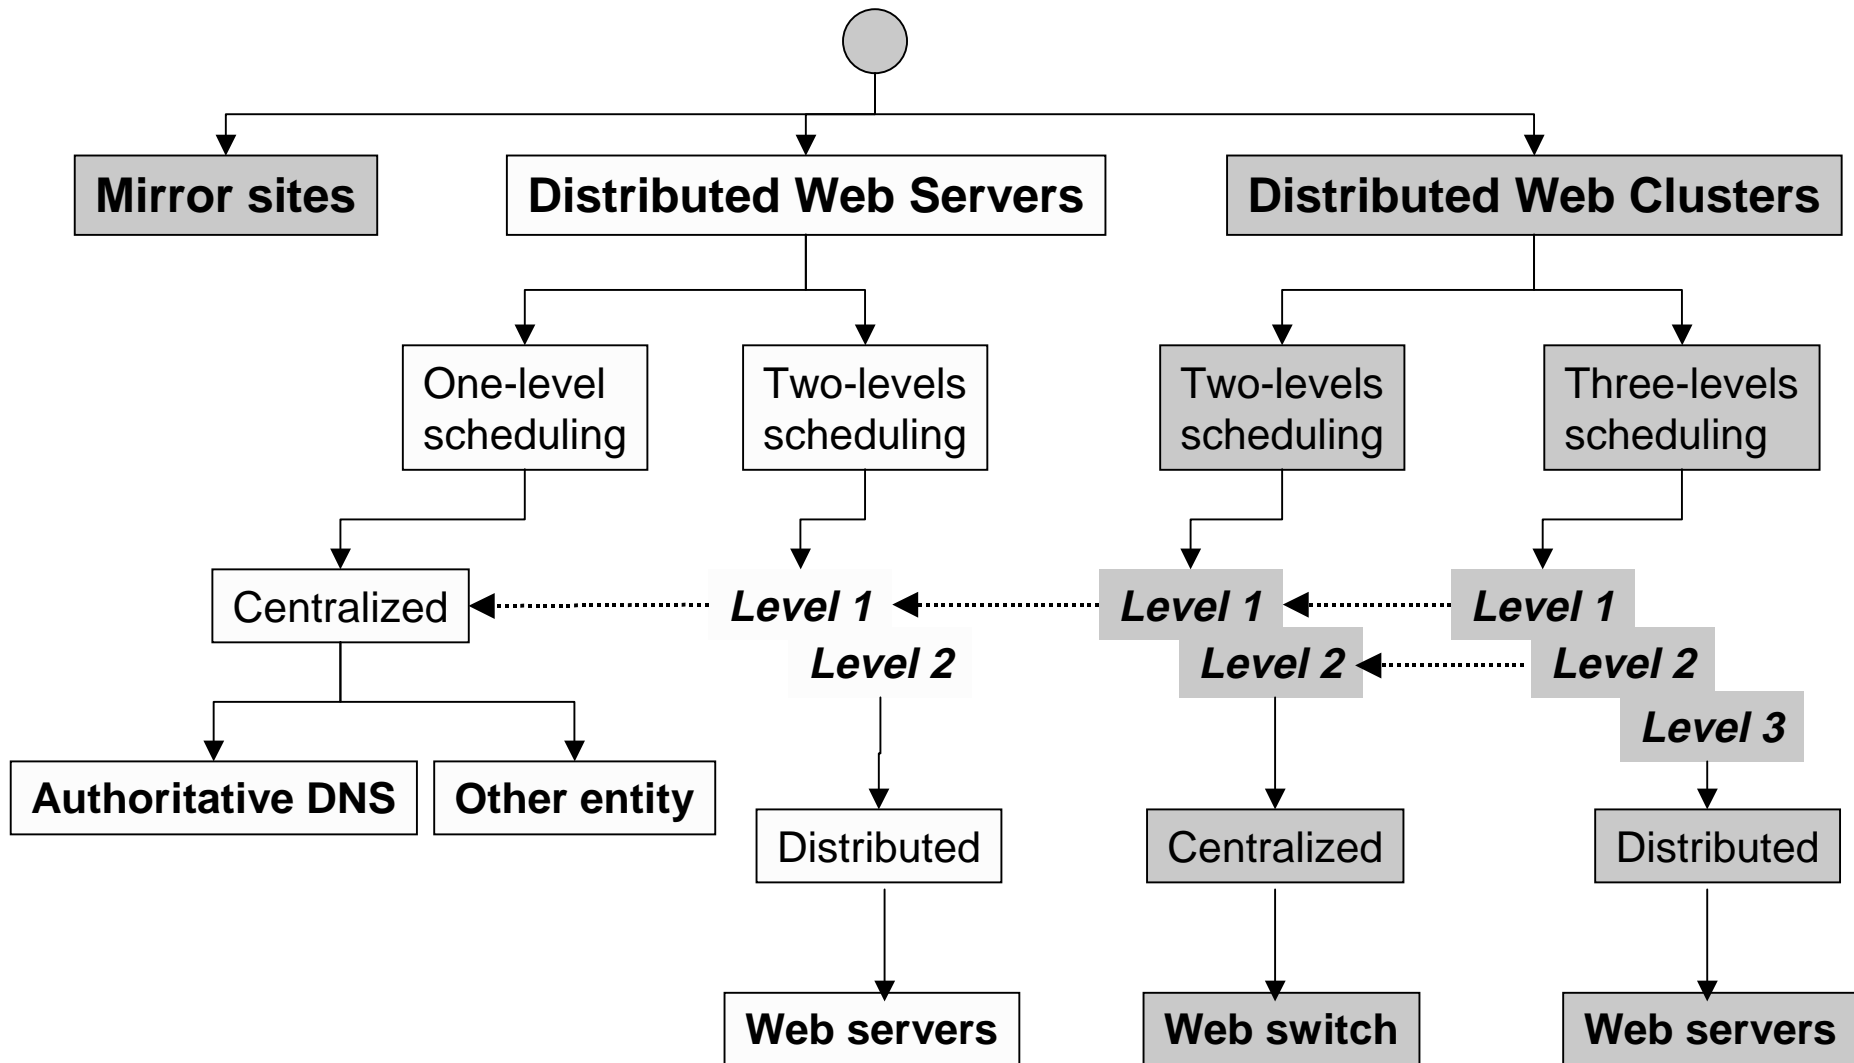 Mirror sites
Distributed Web Servers
Distributed Web Clusters
One-level
scheduling
Two-levels
scheduling
Two-levels
scheduling
Three-levels
scheduling
Centralized
Level 1
Level 1
Level 1
Level 2
Level 2
Level 2
Level 3
Authoritative DNS
Other entity
Distributed
Centralized
Distributed
Web servers
Web switch
Web servers